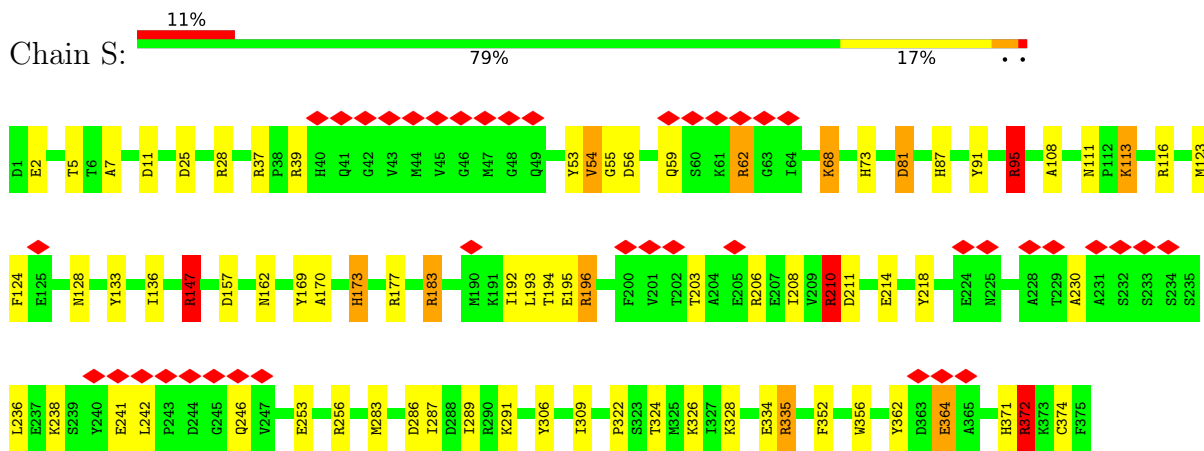 11%
Chain S:
79% 17% . .
D1 E2 T5 T6 A7 D11 D25 R28 R37 P38 R39 H40 Q41 G42 V43 M44 V45 G46 M47 G48 Q49 Y53 V54 G55 D56 Q59 S60 K61 R62 G63 I64 K68 H73 D81 H87 Y91 R95 A108 N111 P112 K113 R116 M123
F124 E125 N128 Y133 I136 R147 D157 N162 Y169 A170 H173 R177 R183 M190 K191 I192 L193 T194 E195 R196 F200 V201 T202 T203 A204 E205 R206 E207 I208 V209 R210 D211 E214 Y218 E224 N225 A228 T229 A230 A231 S232 S233 S234 S235
L236 E237 K238 S239 Y240 E241 L242 P243 D244 G245 Q246 V247 E253 R256 M283 D286 I287 D288 I289 R290 K291 Y306 I309 P322 S323 T324 M325 K326 I327 K328 E334 R335 F352 W356 Y362 D363 E364 A365 H371 R372 K373 C374 F375